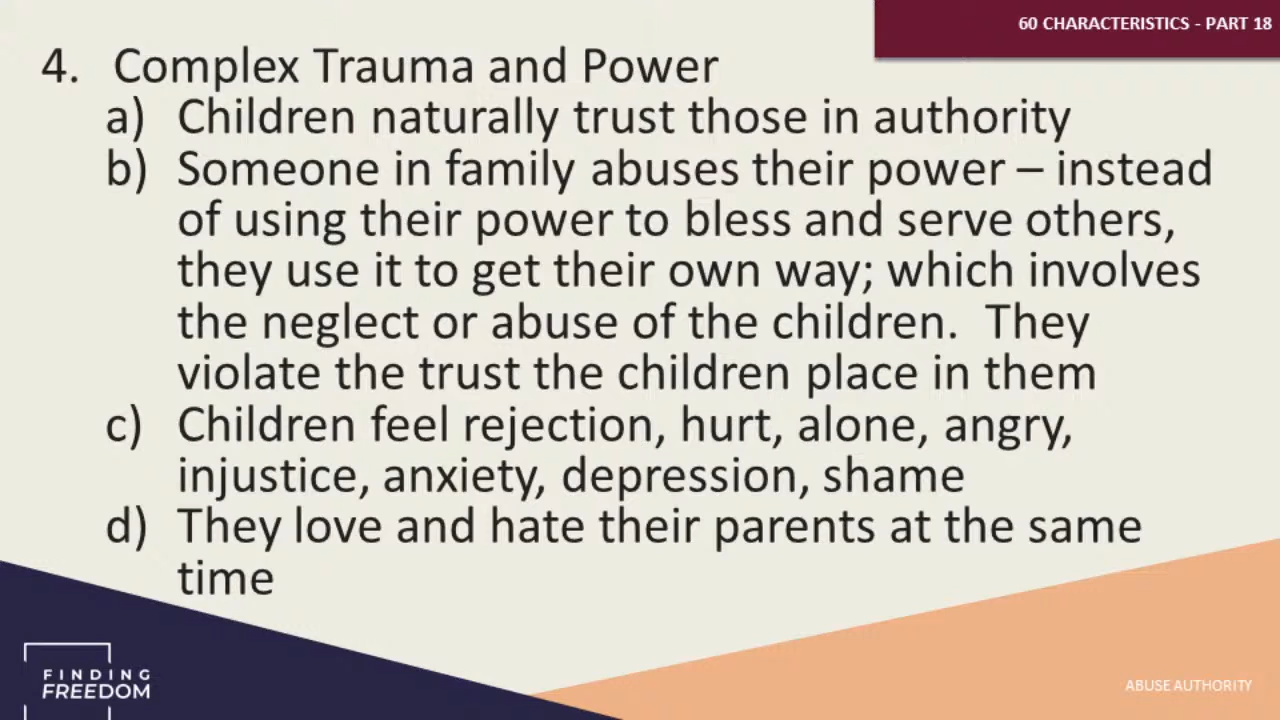 60 CHARACTERISTICS - PART 18
4. Complex Trauma and Power
a) Children naturally trust those in authority
b) Someone in family abuses their power – instead
of using their power to bless and serve others,
they use it to get their own way; which involves
the neglect or abuse of the children.  They
violate the trust the children place in them
c) Children feel rejection, hurt, alone, angry,
injustice, anxiety, depression, shame
d) They love and hate their parents at the same
time
FINDING
FREEDOM
ABUSE AUTHORITY